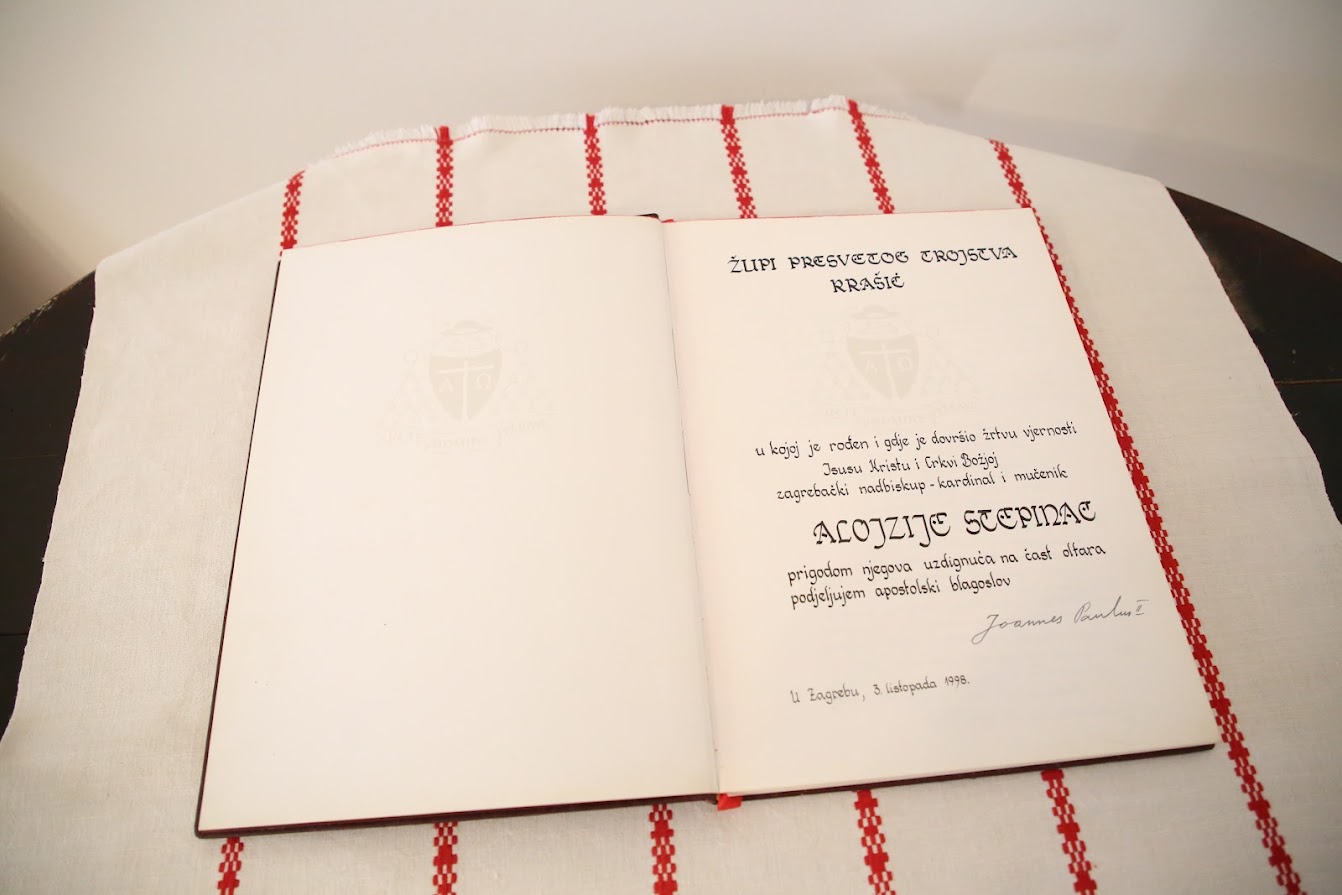 ŽUPI PRESVETOG TROJSTVA
KRAŠIĆ
A Ω
A Ω
u kojoj je rođen i gdje je dovršio žrtvu vjernosti
Isusu Kristu i Crkvi Božjoj
zagrebački nadbiskup - kardinal i mučenik
ALOJZIJE STEPINAC
prigodom njegova uzdignuća na čast oltara
podjeljujem apostolski blagoslov
Joannes Paulus II
U Zagrebu, 3. listopada 1998.